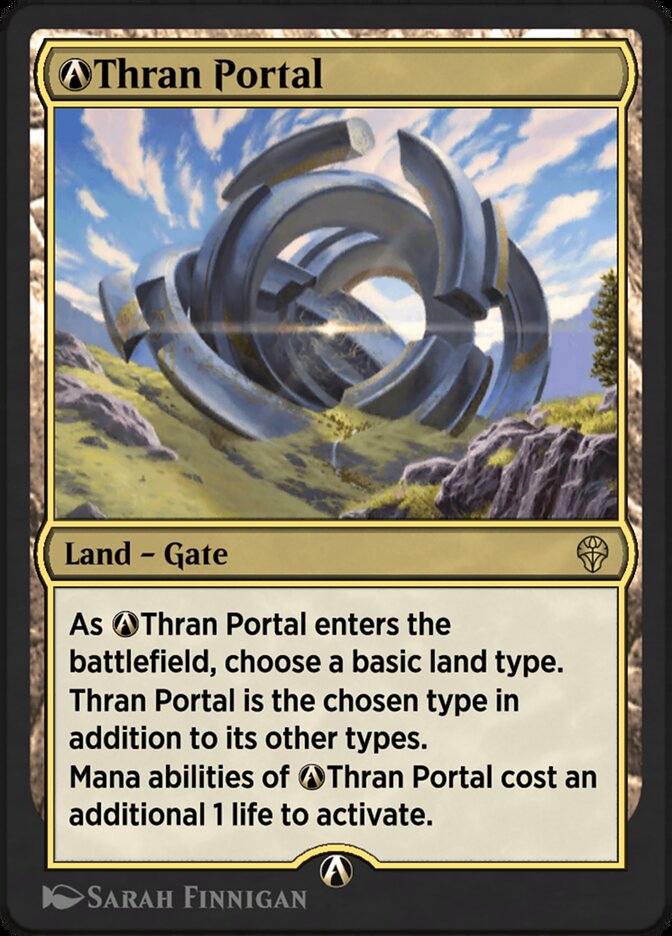 Thran Portal
Land – Gate
As Thran Portal enters the
battlefield, choose a basic land type.
Thran Portal is the chosen type in
addition to its other types.
Mana abilities of Thran Portal cost an
additional 1 life to activate.
Sarah Finnigan